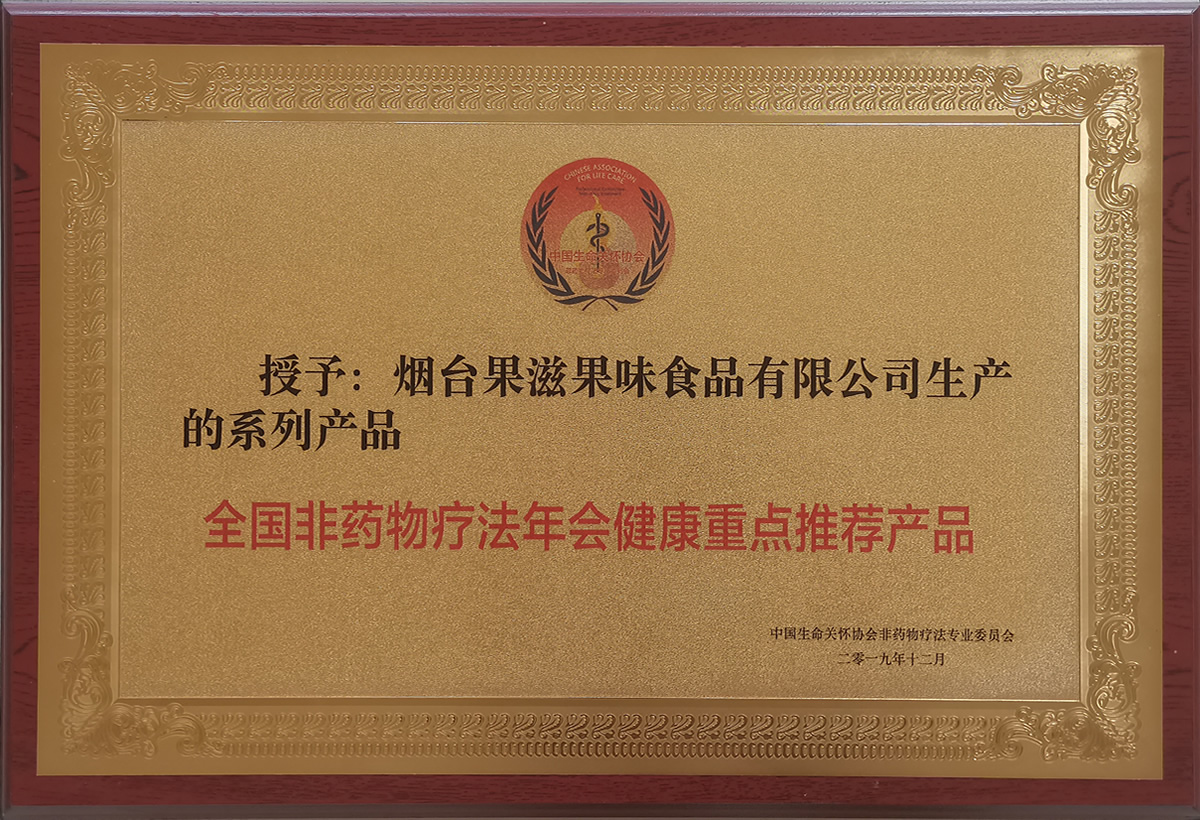 CHINESE ASSOCIATION
FOR LIFE CARE
中国生命关怀协会
授予：烟台果滋果味食品有限公司生产
的系列产品
全国非药物疗法年会健康重点推荐产品
中国生命关怀协会非药物疗法专业委员会
二零一九年十二月